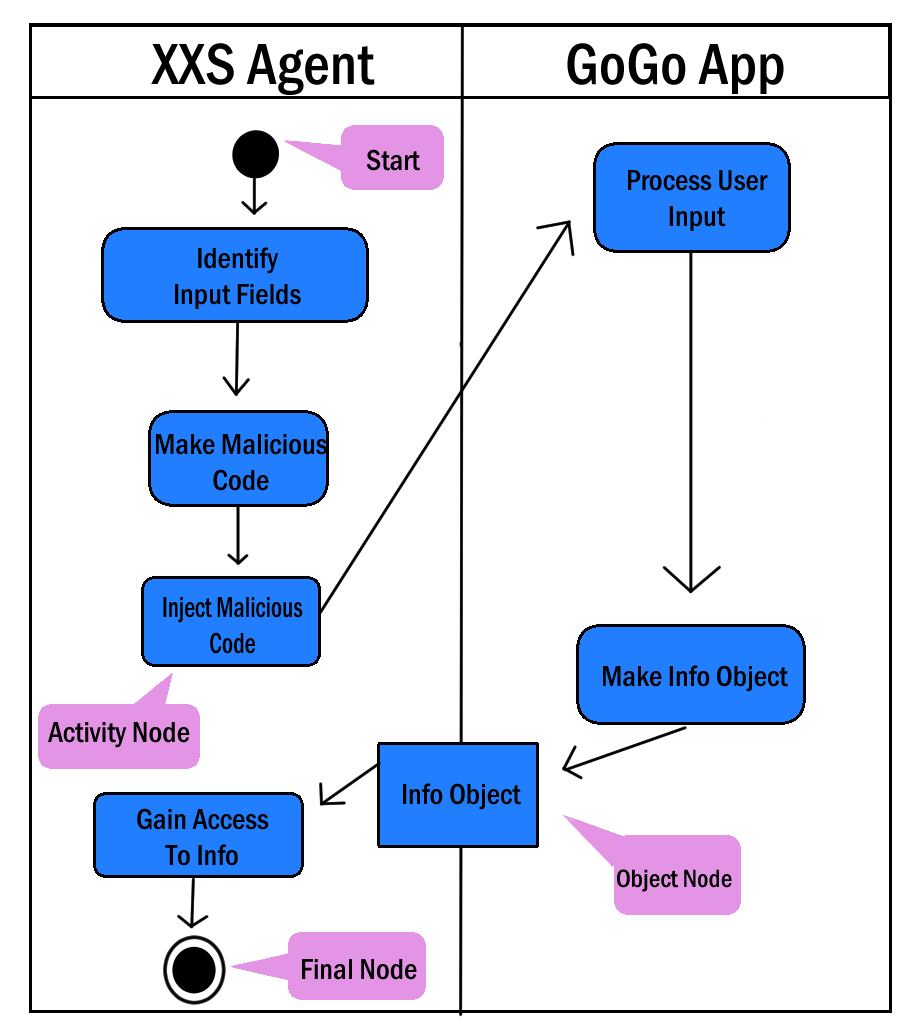 XXS Agent
GoGo App
Start
Process User
Input
Identify
Input Fields
Make Malicious
Code
Inject Malicious
Code
Make Info Object
Activity Node
Info Object
Gain Access
To Info
Object Node
Final Node